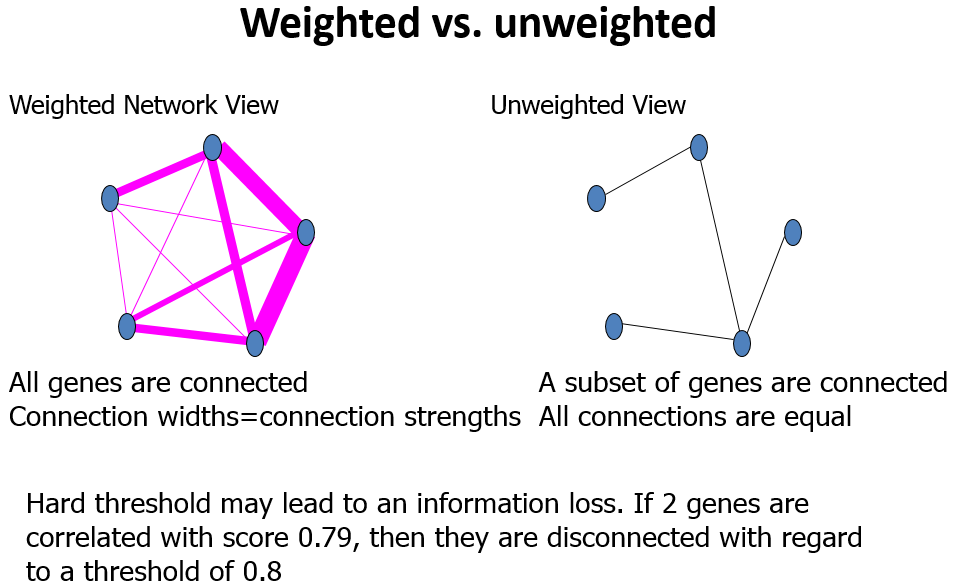 Weighted vs. unweighted
Weighted Network View
Unweighted View
All genes are connected
Connection widths=connection strengths
A subset of genes are connected
All connections are equal
Hard threshold may lead to an information loss. If 2 genes are
correlated with score 0.79, then they are disconnected with regard
to a threshold of 0.8